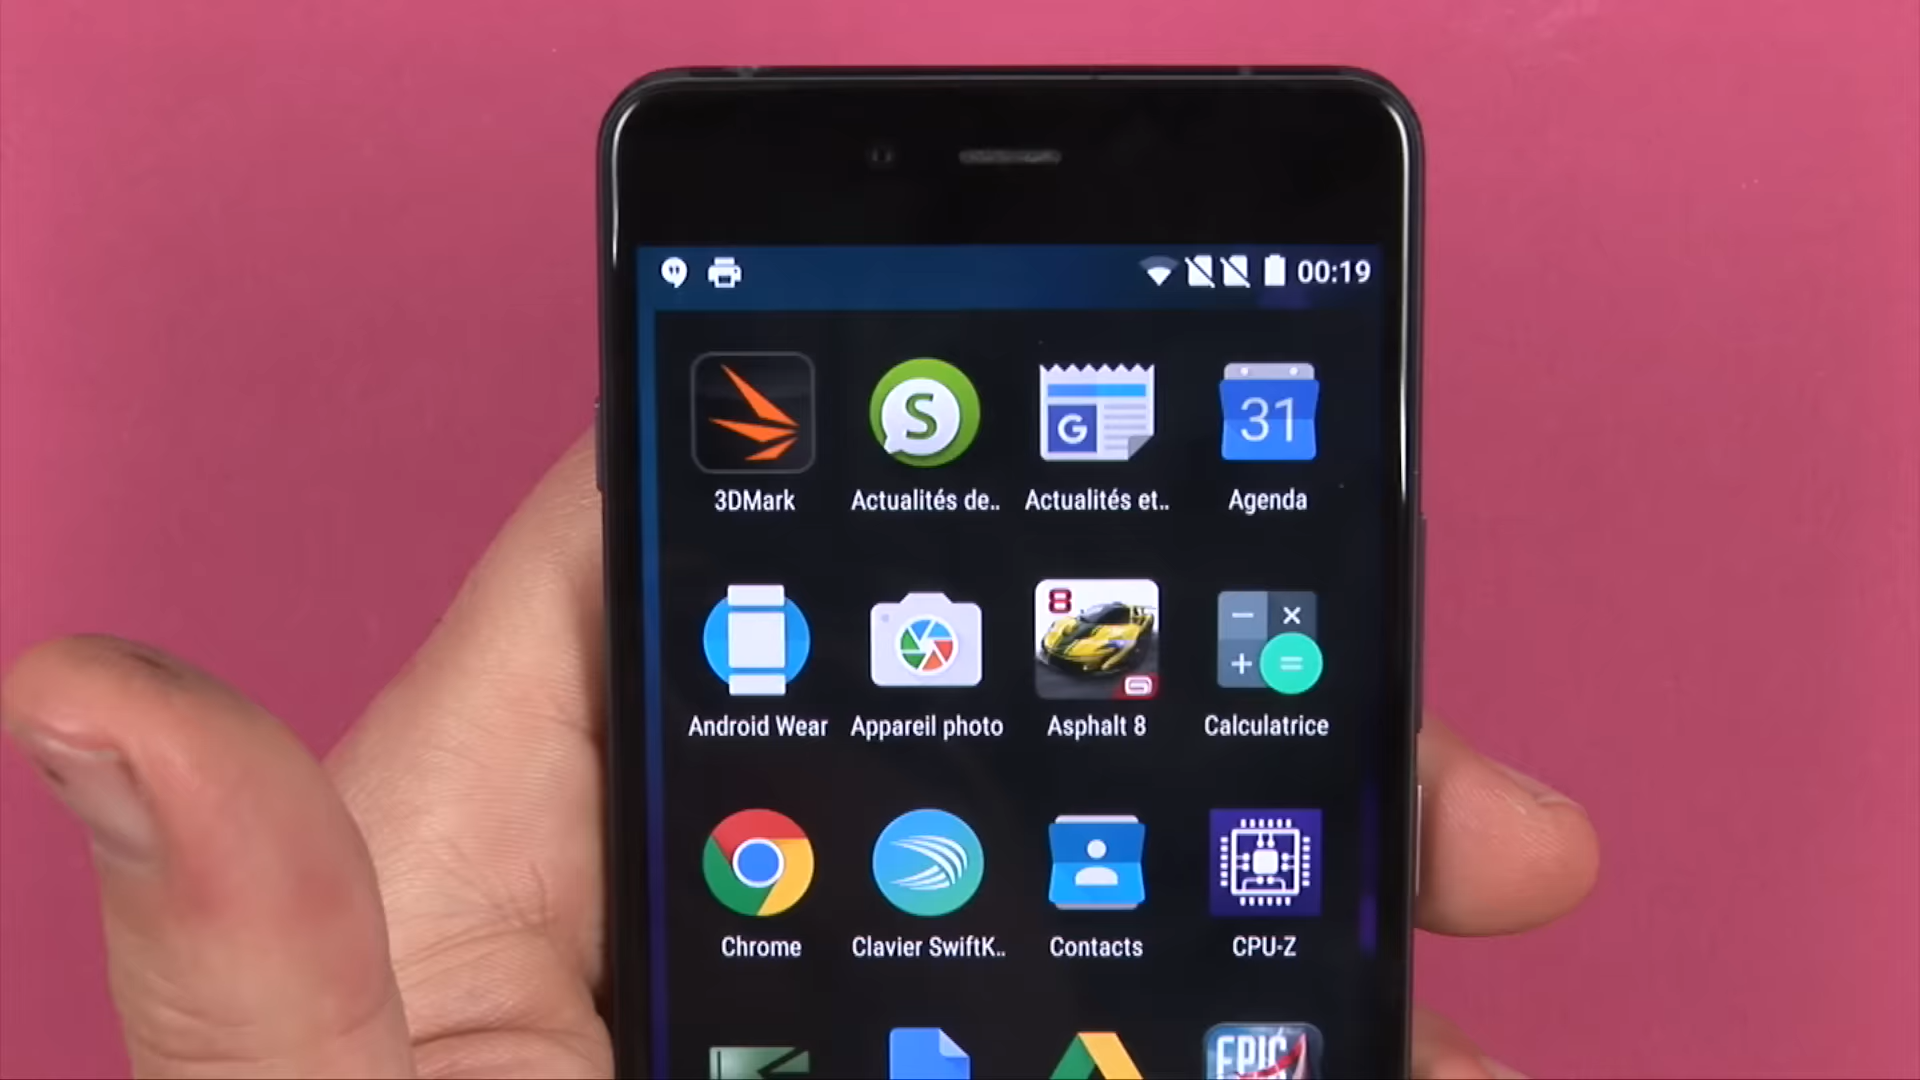 00:19
S
G
31
3DMark
Actualités de..
Actualités et..
Agenda
8
Android Wear
Appareil photo
Asphalt 8
Calculatrice
Chrome
Clavier SwiftK..
Contacts
CPU-Z
EPIC